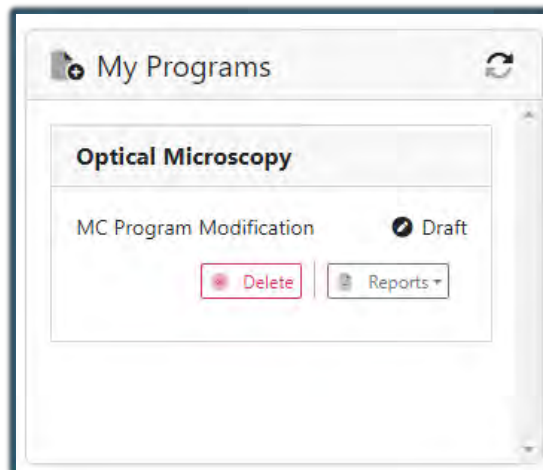 My Programs
Optical Microscopy
MC Program Modification Draft
Delete Reports